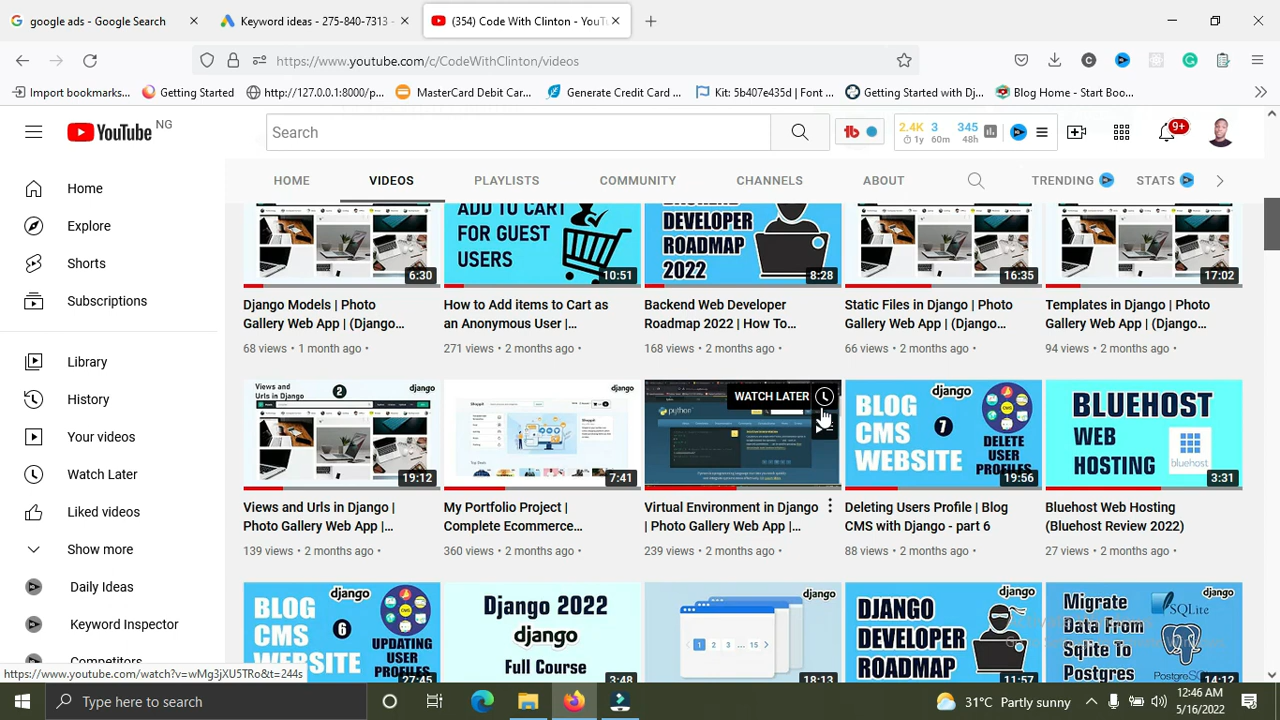 google ads - Google Search
Keyword ideas - 275-840-7313 -
(354) Code With Clinton - YouTu
https://www.youtube.com/c/CodeWithClinton/videos
Import bookmarks...
Getting Started
http://127.0.0.1:8000/p...
MasterCard Debit Car...
Generate Credit Card ...
Kit: 5b407e435d | Font ...
Getting Started with Dj...
Blog Home - Start Boo...
YouTube NG
Search
2.4K 3 345
1y 60m 48h
9+
HOME
VIDEOS
PLAYLISTS
COMMUNITY
CHANNELS
ABOUT
TRENDING
STATS
Home
Explore
Shorts
Subscriptions
Library
History
Your videos
Watch Later
Liked videos
Show more
Daily Ideas
Keyword Inspector
Competitors
6:30
ADD TO CART
FOR GUEST
USERS
10:51
BACKEND
DEVELOPER
ROADMAP
2022
8:28
16:35
17:02
Django Models | Photo
Gallery Web App | (Django...
68 views • 1 month ago •
How to Add items to Cart as
an Anonymous User |...
271 views • 2 months ago •
Backend Web Developer
Roadmap 2022 | How To...
168 views • 2 months ago •
Static Files in Django | Photo
Gallery Web App | (Django...
66 views • 2 months ago •
Templates in Django | Photo
Gallery Web App | (Django...
94 views • 2 months ago •
Views and
Urls in Django
2
django
19:12
django
7:41
python
WATCH LATER
BLOG
CMS
WEBSITE
7
django
DELETE
USER
PROFILES
19:56
BLUEHOST
WEB
HOSTING
bluehost
3:31
Views and Urls in Django |
Photo Gallery Web App |...
139 views • 2 months ago •
My Portfolio Project |
Complete Ecommerce...
360 views • 2 months ago •
Virtual Environment in Django
| Photo Gallery Web App |...
239 views • 2 months ago •
Deleting Users Profile | Blog
CMS with Django - part 6
88 views • 2 months ago •
Bluehost Web Hosting
(Bluehost Review 2022)
27 views • 2 months ago •
BLOG
CMS
WEBSITE
6
django
UPDATING
USER
PROFILES
27:45
Django 2022
django
Full Course
3:48
django
1 2 3 ... 15
18:13
django
DJANGO
DEVELOPER
ROADMAP
11:57
django
Migrate
Data From
Sqlite To
Postgres
SQLite
PostgreSQL
14:12
https://www.youtube.com/watch?v=wMg3jXU5TRo&t=244s
Type here to search
31°C Partly sunny
12:46 AM
5/16/2022